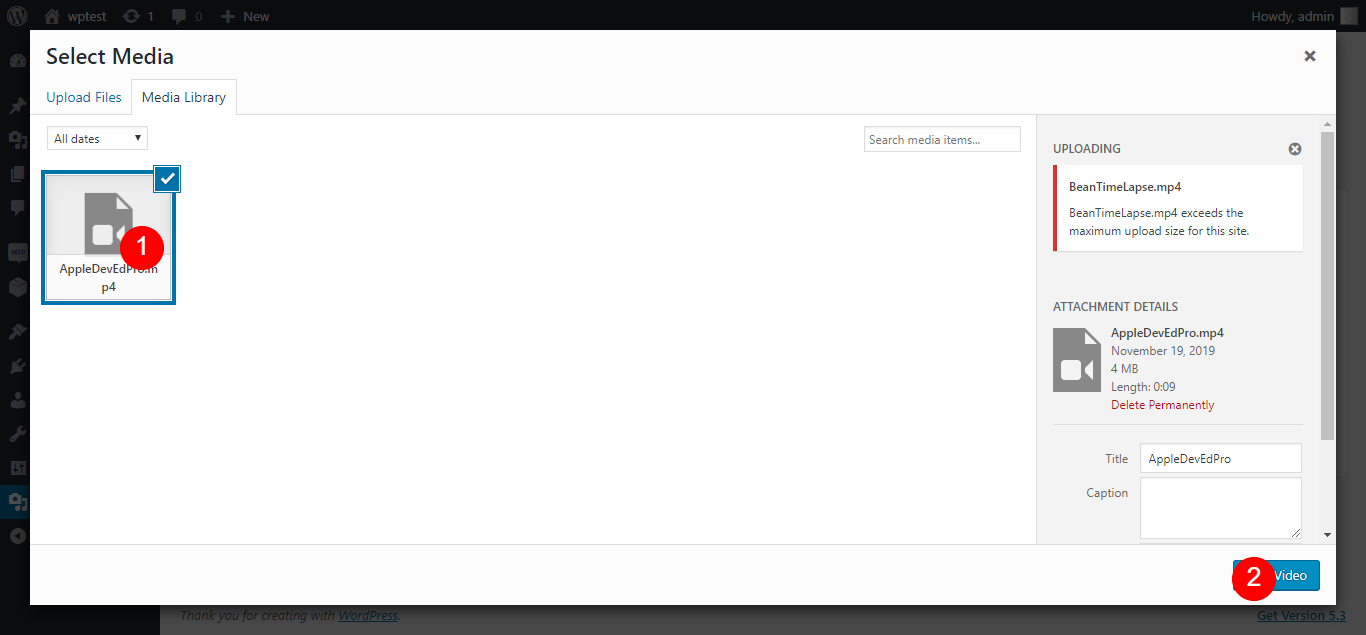 wptest 1 0 New
Howdy, admin
Select Media
Upload Files Media Library
All dates
Search media items...
UPLOADING
BeanTimeLapse.mp4
BeanTimeLapse.mp4 exceeds the
maximum upload size for this site.
1
AppleDevEdPro.m
p4
ATTACHMENT DETAILS
AppleDevEdPro.mp4
November 19, 2019
4 MB
Length: 0:09
Delete Permanently
Title AppleDevEdPro
Caption
2 Video
Thank you for creating with WordPress.
Get Version 5.3